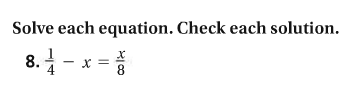 Solve each equation. Check each solution.
8. 1/4 − x = x/8